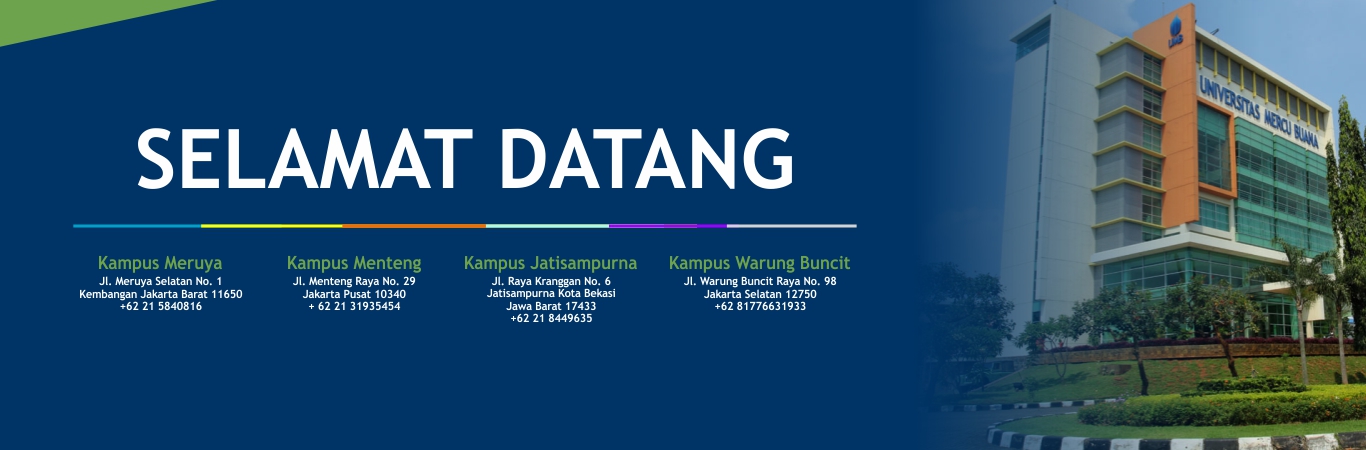 SELAMAT DATANG
Kampus Meruya
Jl. Meruya Selatan No. 1
Kembangan Jakarta Barat 11650
+62 21 5840816
Kampus Menteng
Jl. Menteng Raya No. 29
Jakarta Pusat 10340
+ 62 21 31935454
Kampus Jatisampurna
Jl. Raya Kranggan No. 6
Jatisampurna Kota Bekasi
Jawa Barat 17433
+62 21 8449635
Kampus Warung Buncit
Jl. Warung Buncit Raya No. 98
Jakarta Selatan 12750
+62 81776631933
UMB
UNIVERSITAS MERCU BUANA